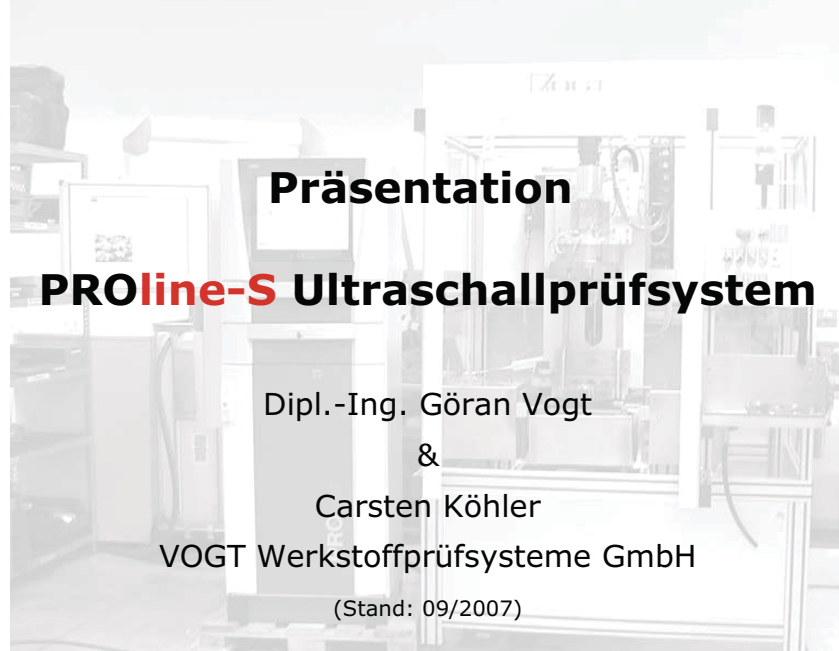 Präsentation
PROline-S Ultraschallprüfsystem
Dipl.-Ing. Göran Vogt
&
Carsten Köhler
VOGT Werkstoffprüfsysteme GmbH
(Stand: 09/2007)